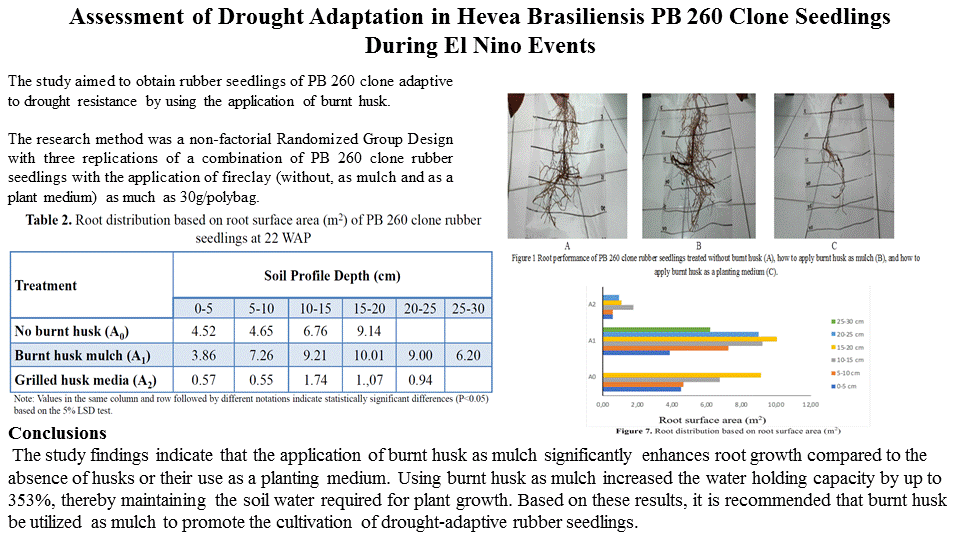 Assessment of Drought Adaptation in Hevea Brasiliensis PB 260 Clone Seedlings
During El Nino Events
The study aimed to obtain rubber seedlings of PB 260 clone adaptive
to drought resistance by using the application of burnt husk.
The research method was a non-factorial Randomized Group Design
with three replications of a combination of PB 260 clone rubber
seedlings with the application of fireclay (without, as mulch and as a
plant medium) as much as 30g/polybag.
Table 2. Root distribution based on root surface area (m²) of PB 260 clone rubber
seedlings at 22 WAP
Treatment Soil Profile Depth (cm)
0-5 5-10 10-15 15-20 20-25 25-30
No burnt husk (A₀) 4.52 4.65 6.76 9.14
Burnt husk mulch (A₁) 3.86 7.26 9.21 10.01 9.00 6.20
Grilled husk media (A₂) 0.57 0.55 1.74 1.,07 0.94
Note: Values in the same column and row followed by different notations indicate statistically significant differences (P<0.05)
based on the 5% LSD test.
A B C
Figure 1 Root performance of PB 260 clone rubber seedlings treated without burnt husk (A), how to apply burnt husk as mulch (B), and how to
apply burnt husk as a planting medium (C).
A2
A1
A0
0,00 2,00 4,00 6,00 8,00 10,00 12,00
Root surface area (m²)
25-30 cm
20-25 cm
15-20 cm
10-15 cm
5-10 cm
0-5 cm
Figure 7. Root distribution based on root surface area (m²)
Conclusions
The study findings indicate that the application of burnt husk as mulch significantly enhances root growth compared to the
absence of husks or their use as a planting medium. Using burnt husk as mulch increased the water holding capacity by up to
353%, thereby maintaining the soil water required for plant growth. Based on these results, it is recommended that burnt husk
be utilized as mulch to promote the cultivation of drought-adaptive rubber seedlings.